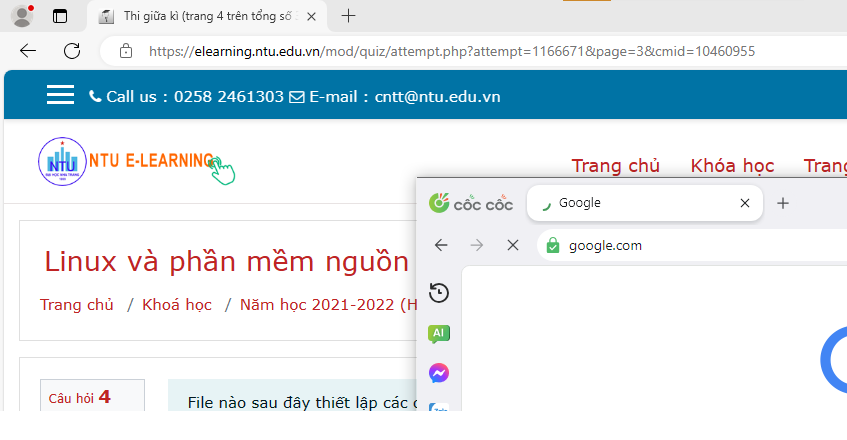 Thi giữa kì (trang 4 trên tổng số
https://elearning.ntu.edu.vn/mod/quiz/attempt.php?attempt=1166671&page=3&cmid=10460955
Call us : 0258 2461303 E-mail : cntt@ntu.edu.vn
NTU
NTU E-LEARNING
Trang chủ Khóa học Trang
cốc cốc Google
google.com
Linux và phần mềm nguồn
Trang chủ / Khoá học / Năm học 2021-2022 (H
AI
Câu hỏi 4
File nào sau đây thiết lập các
Zalo